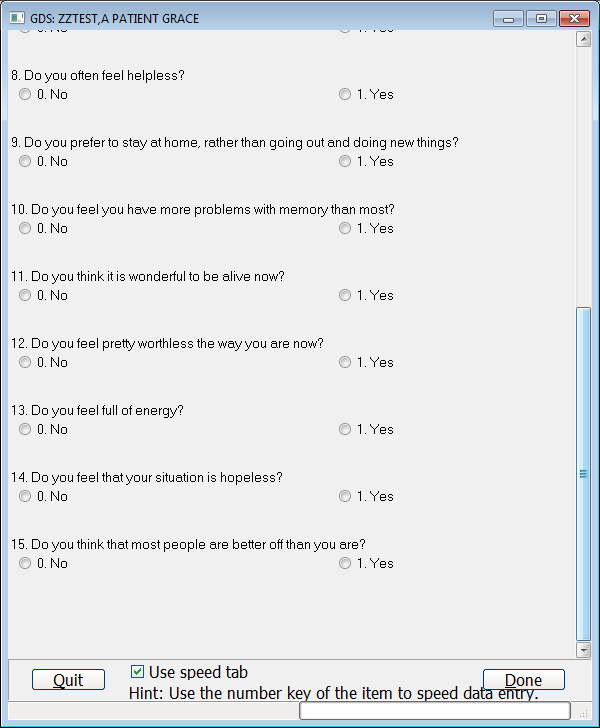 GDS: ZZTEST,A PATIENT GRACE
8. Do you often feel helpless?
0. No 1. Yes
9. Do you prefer to stay at home, rather than going out and doing new things?
0. No 1. Yes
10. Do you feel you have more problems with memory than most?
0. No 1. Yes
11. Do you think it is wonderful to be alive now?
0. No 1. Yes
12. Do you feel pretty worthless the way you are now?
0. No 1. Yes
13. Do you feel full of energy?
0. No 1. Yes
14. Do you feel that your situation is hopeless?
0. No 1. Yes
15. Do you think that most people are better off than you are?
0. No 1. Yes
Quit Use speed tab Done
Hint: Use the number key of the item to speed data entry.